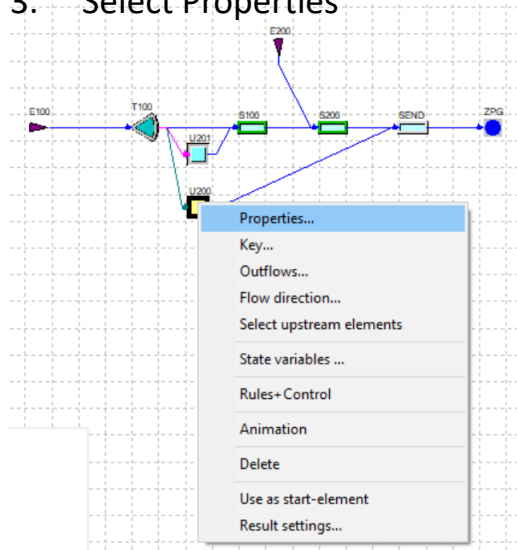 3. Select Properties
E200
E100
T100
S100
S200
SEND
ZPG
U201
U200
Properties...
Key...
Outflows...
Flow direction...
Select upstream elements
State variables ...
Rules+Control
Animation
Delete
Use as start-element
Result settings...